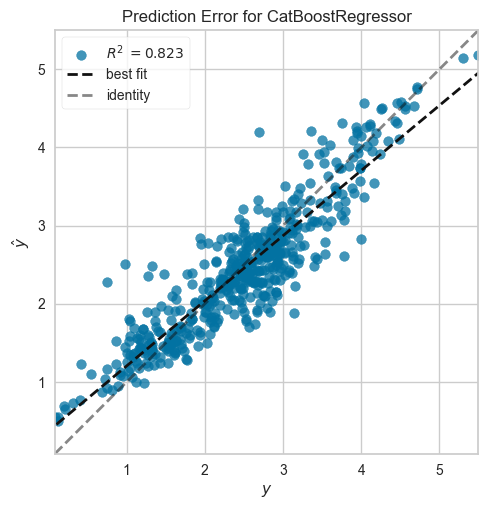 Prediction Error for CatBoostRegressor
R² = 0.823
best fit
identity
5
4
3
2
1
ŷ
1 2 3 4 5
y